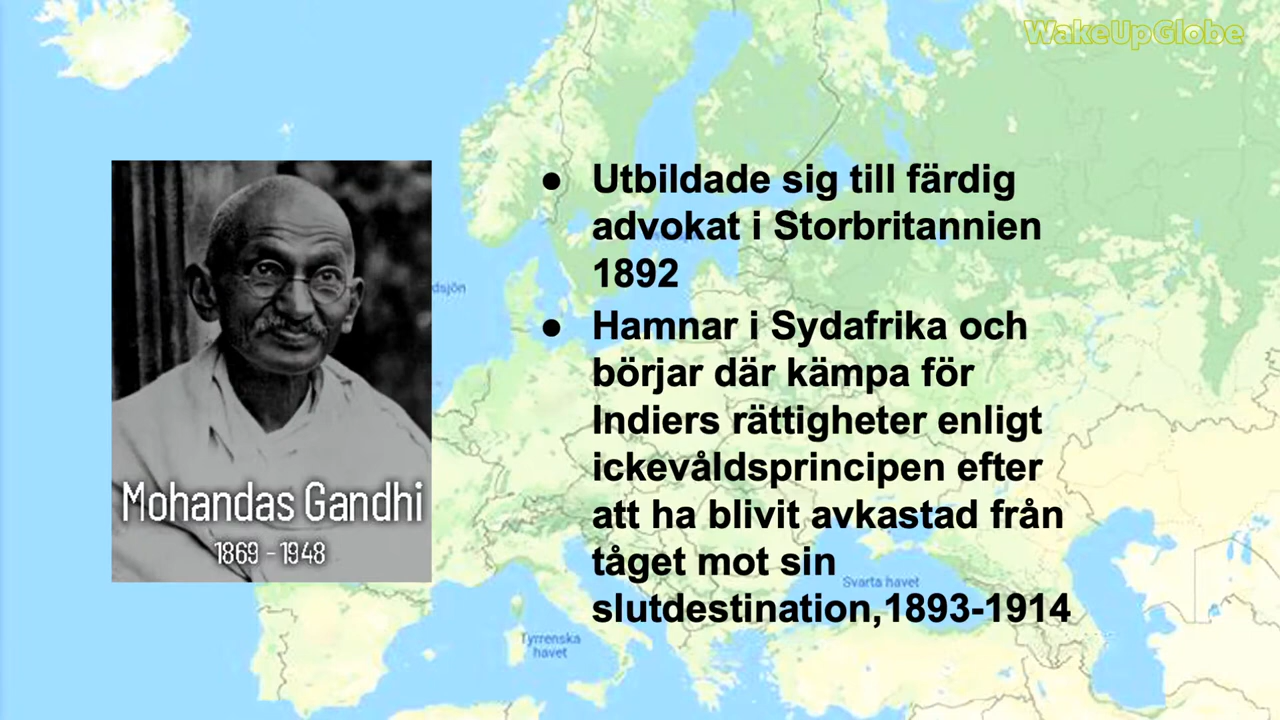 WakeUpGlobe
● Utbildade sig till färdig
advokat i Storbritannien
1892
● Hamnar i Sydafrika och
börjar där kämpa för
Indiers rättigheter enligt
ickevåldsprincipen efter
att ha blivit avkastad från
tåget mot sin
slutdestination,1893-1914
Mohandas Gandhi
1869 - 1948
dsjön
Svarta havet
Tyrrenska
havet